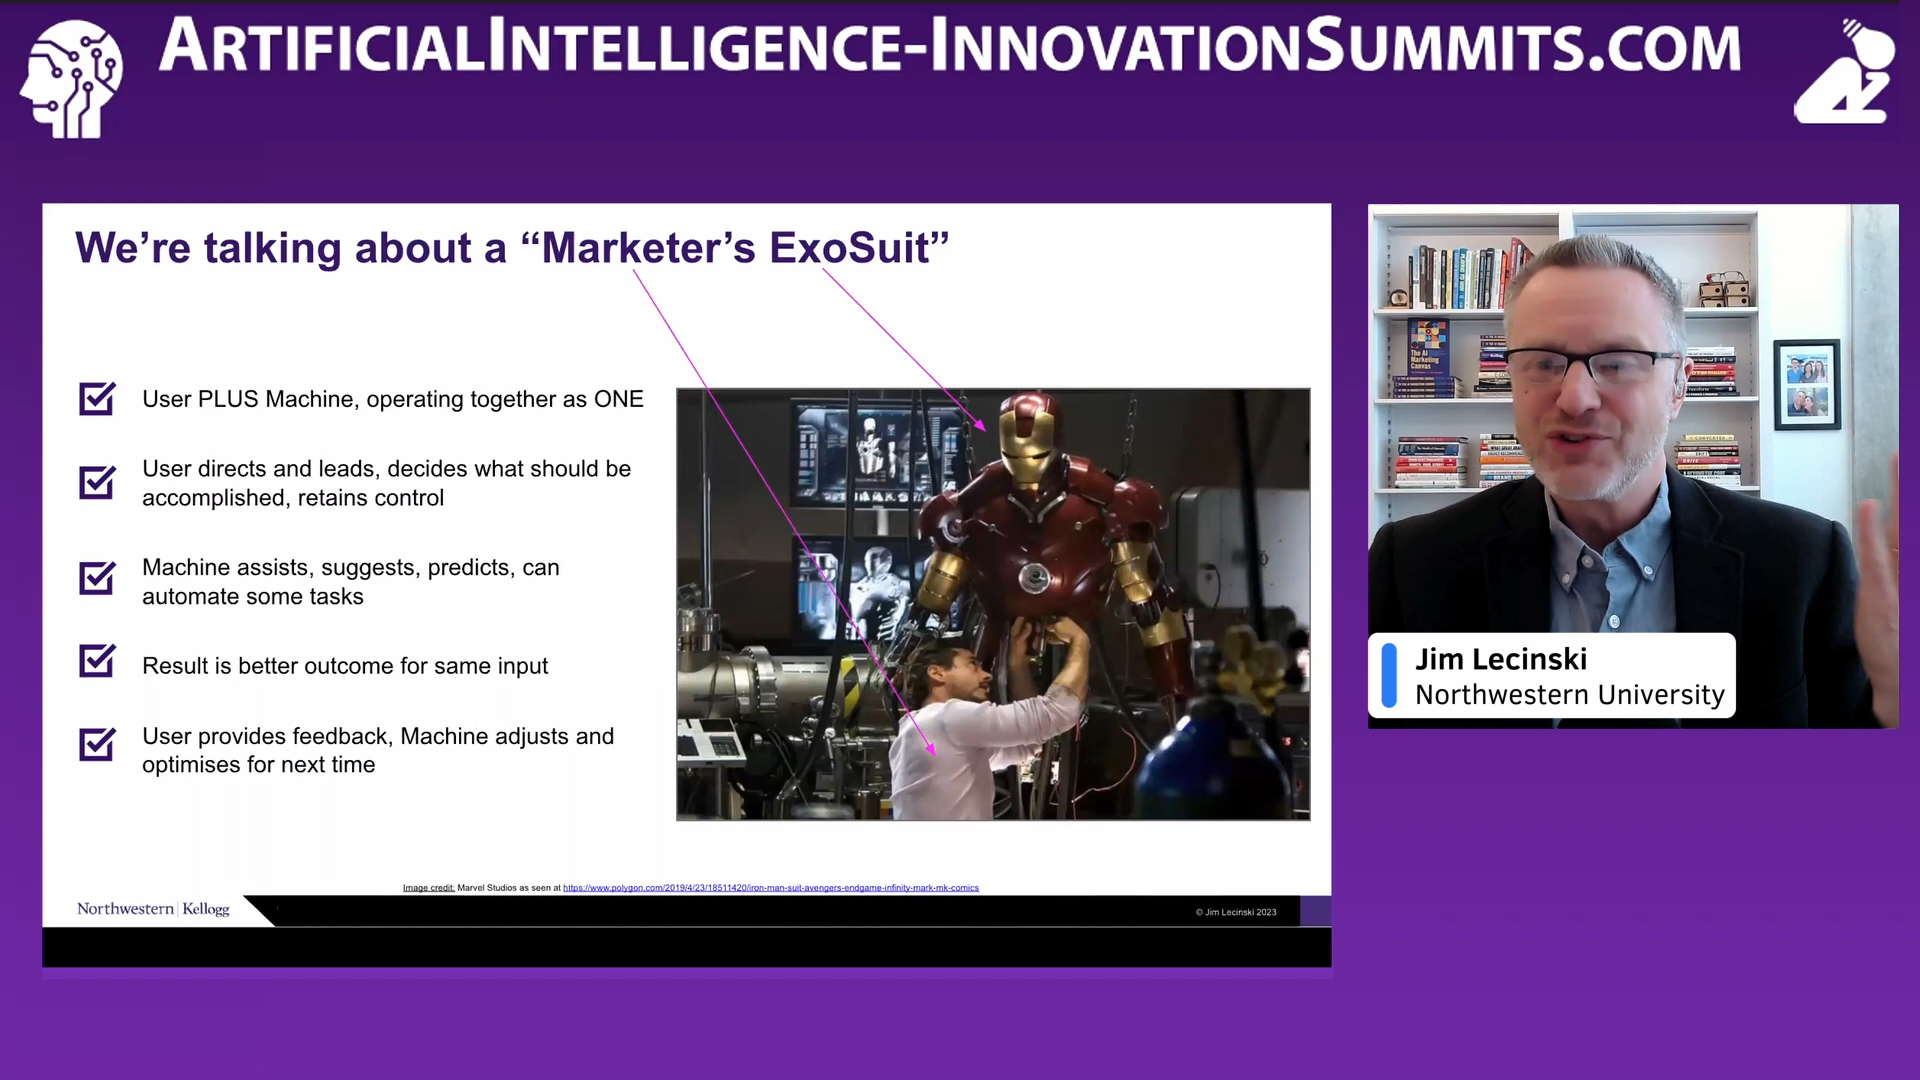 ARTIFICIALINTELLIGENCE-INNOVATIONSUMMITS.COM
We’re talking about a “Marketer’s ExoSuit”
User PLUS Machine, operating together as ONE
User directs and leads, decides what should be
accomplished, retains control
Machine assists, suggests, predicts, can
automate some tasks
Result is better outcome for same input
User provides feedback, Machine adjusts and
optimises for next time
Image credit: Marvel Studios as seen at https://www.polygon.com/2019/4/23/18511420/iron-man-suit-avengers-endgame-infinity-mark-mk-comics
Northwestern | Kellogg
© Jim Lecinski 2023
The AI
Marketing
Canvas
Jim Lecinski
Northwestern University